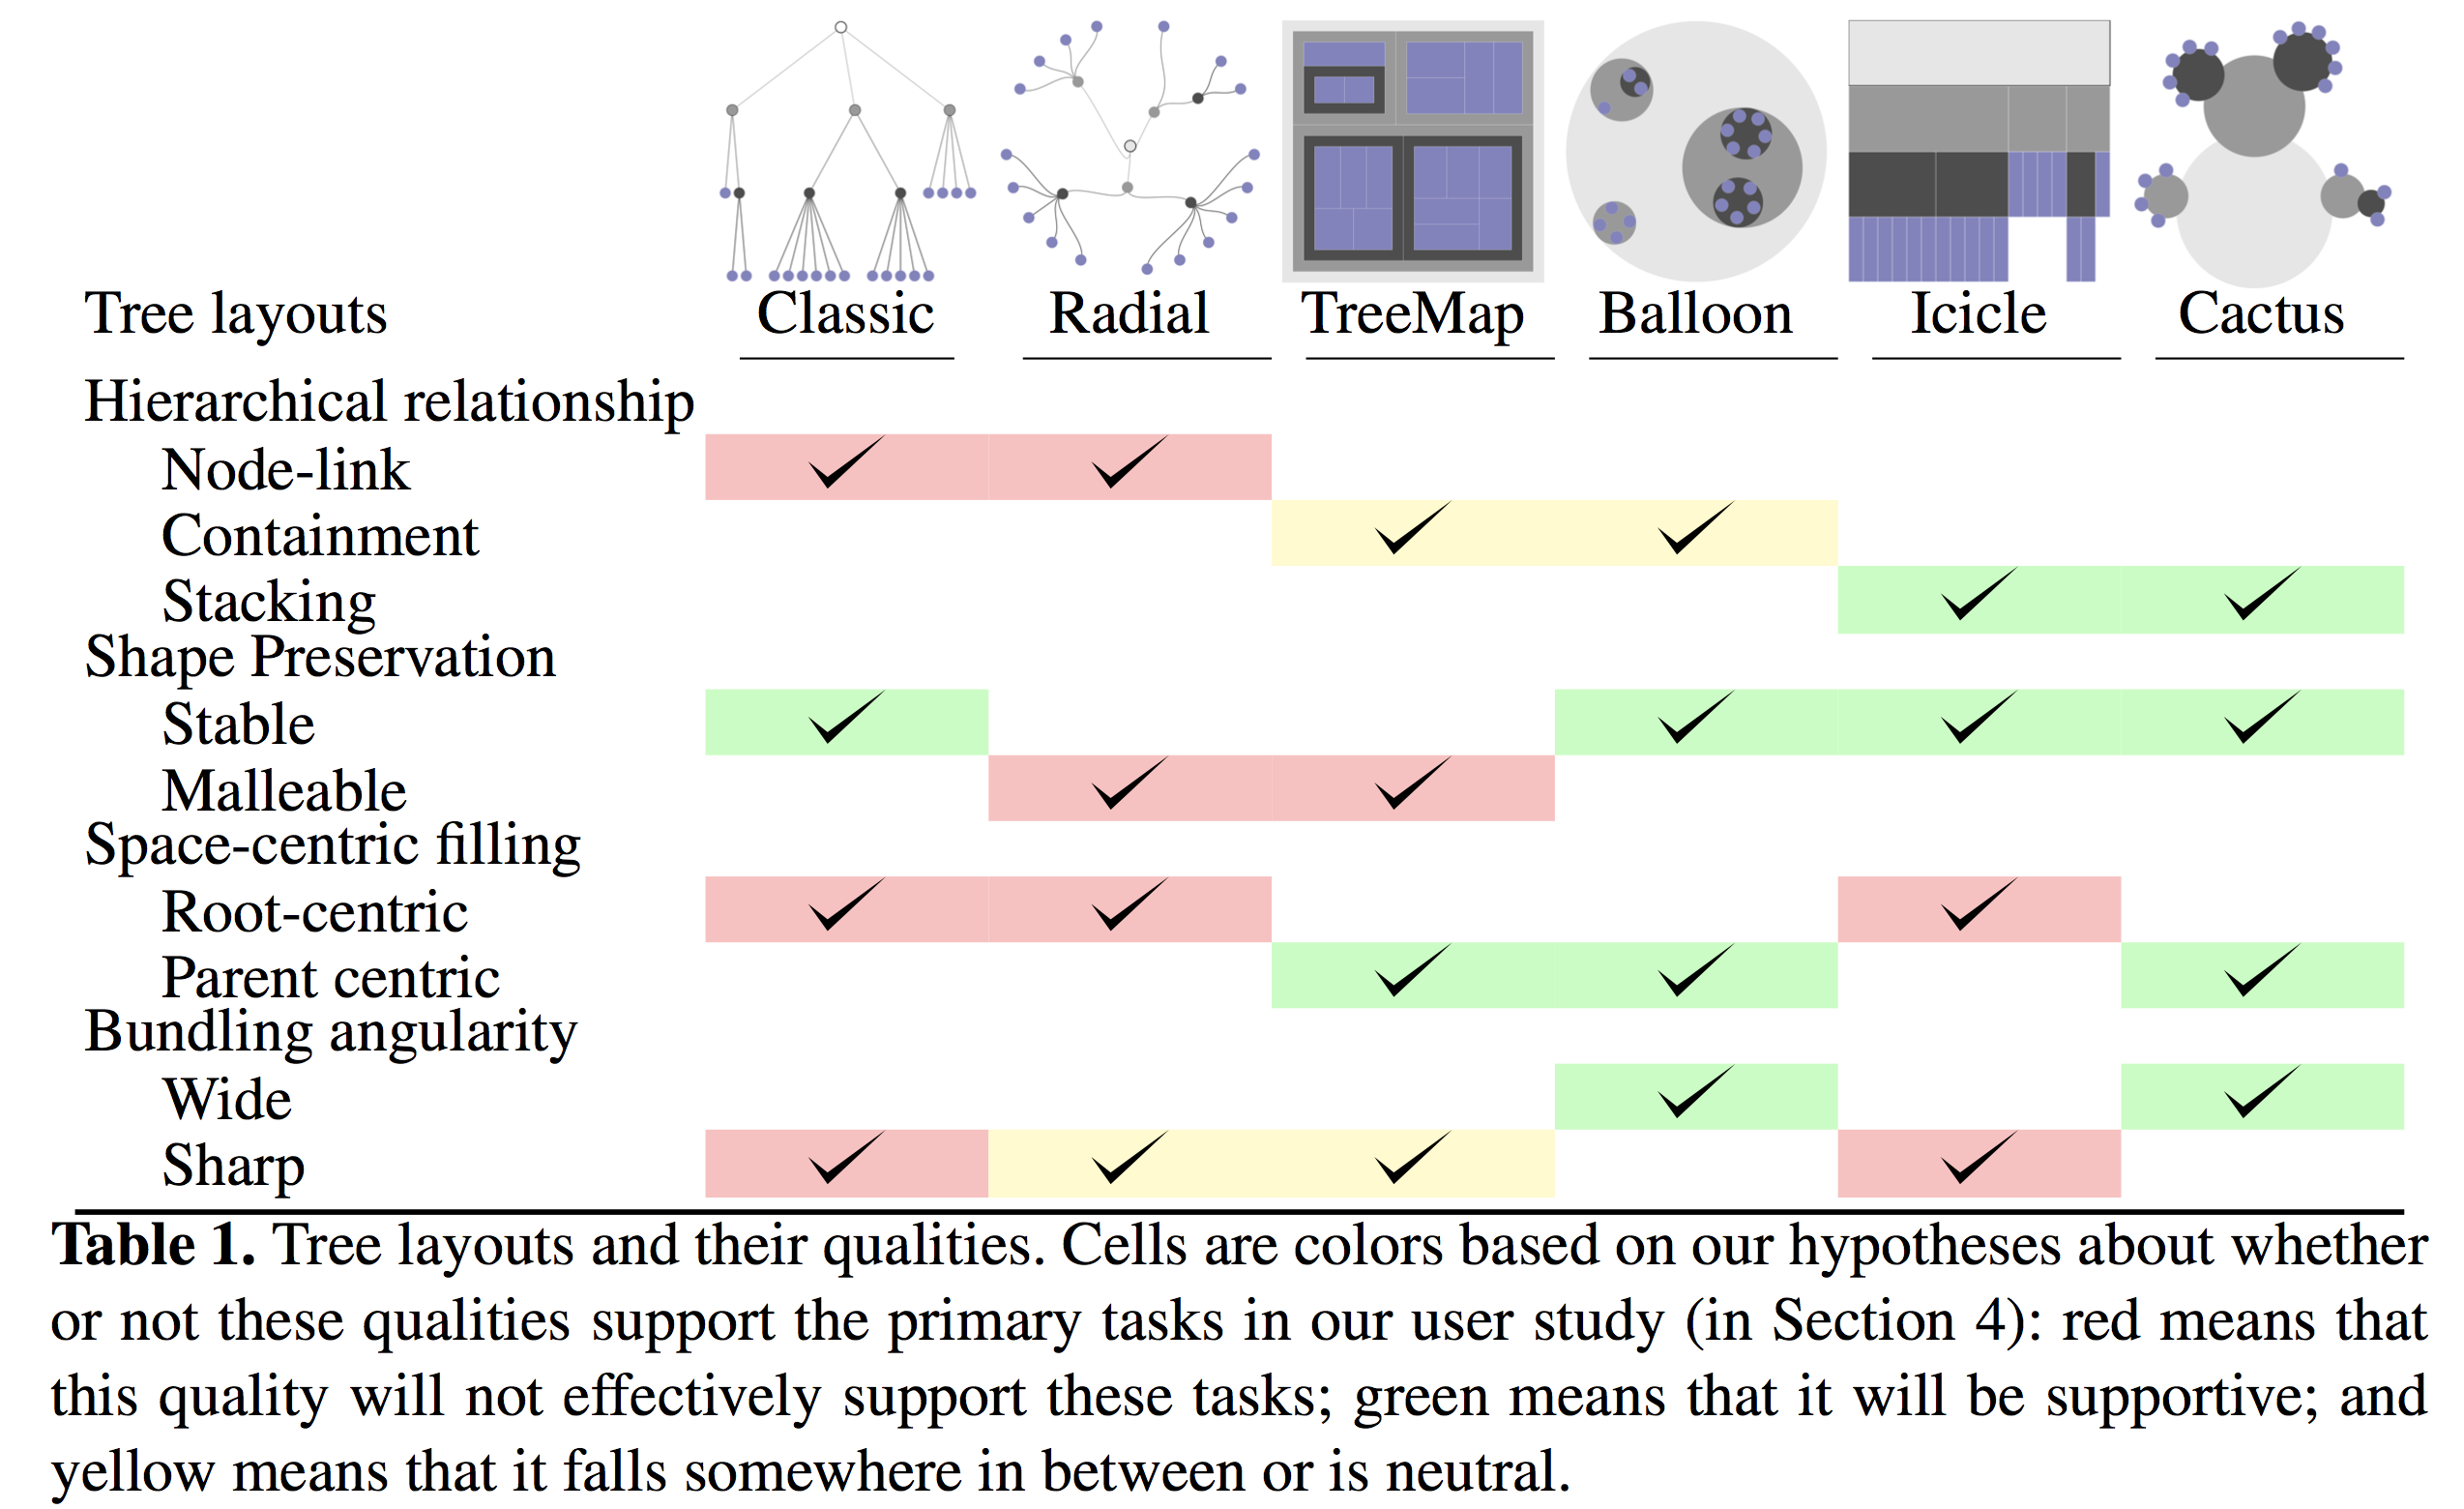 Tree layouts Classic Radial TreeMap Balloon Icicle Cactus
Hierarchical relationship
Node-link ✓ ✓
Containment ✓ ✓
Stacking ✓ ✓
Shape Preservation
Stable ✓ ✓ ✓ ✓
Malleable ✓ ✓
Space-centric filling
Root-centric ✓ ✓ ✓
Parent centric ✓ ✓ ✓
Bundling angularity
Wide ✓ ✓
Sharp ✓ ✓ ✓ ✓
Table 1. Tree layouts and their qualities. Cells are colors based on our hypotheses about whether
or not these qualities support the primary tasks in our user study (in Section 4): red means that
this quality will not effectively support these tasks; green means that it will be supportive; and
yellow means that it falls somewhere in between or is neutral.